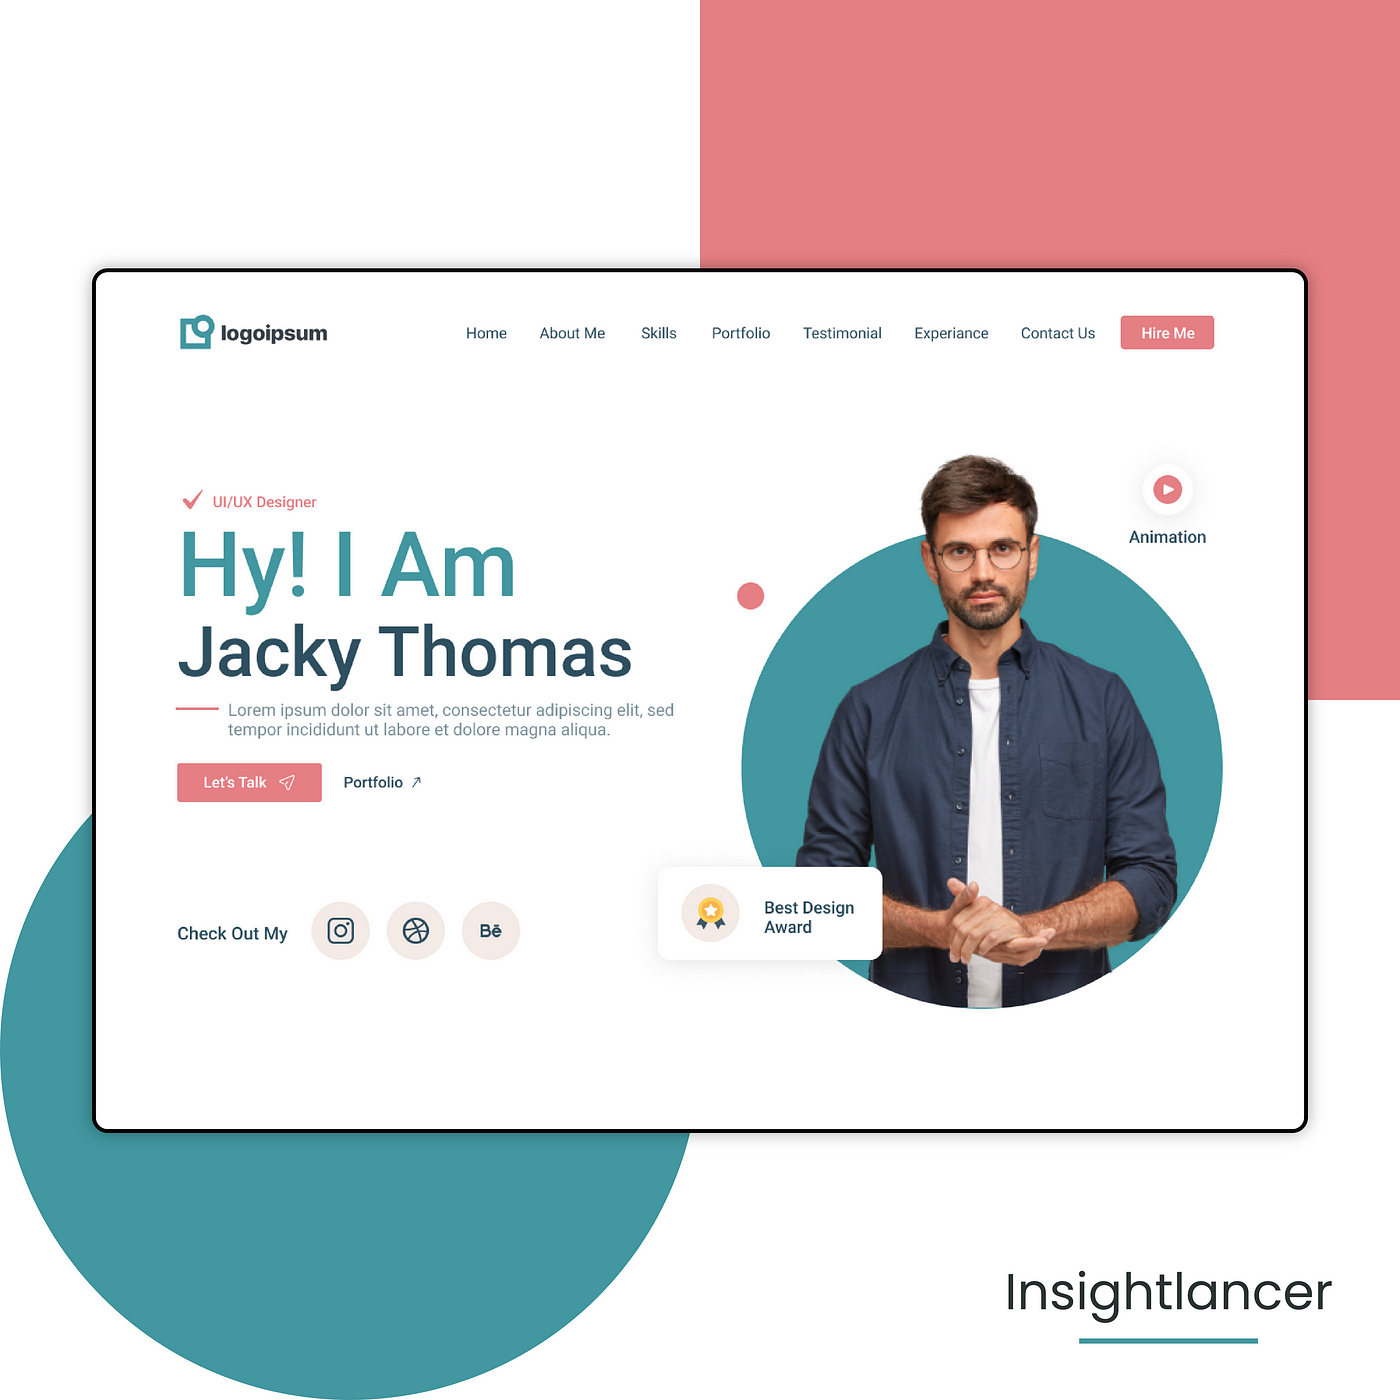 logoipsum
Home About Me Skills Portfolio Testimonial Experiance Contact Us Hire Me
UI/UX Designer
Hy! I Am
Jacky Thomas
Lorem ipsum dolor sit amet, consectetur adipiscing elit, sed
tempor incididunt ut labore et dolore magna aliqua.
Let's Talk Portfolio
Animation
Check Out My
Bē
Best Design
Award
Insightlancer